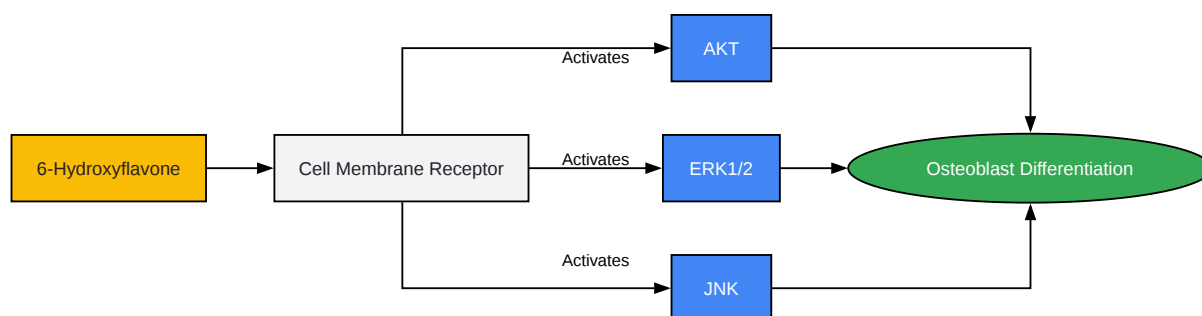 AKT
Activates
6-Hydroxyflavone
Cell Membrane Receptor
Activates
ERK1/2
Osteoblast Differentiation
Activates
JNK